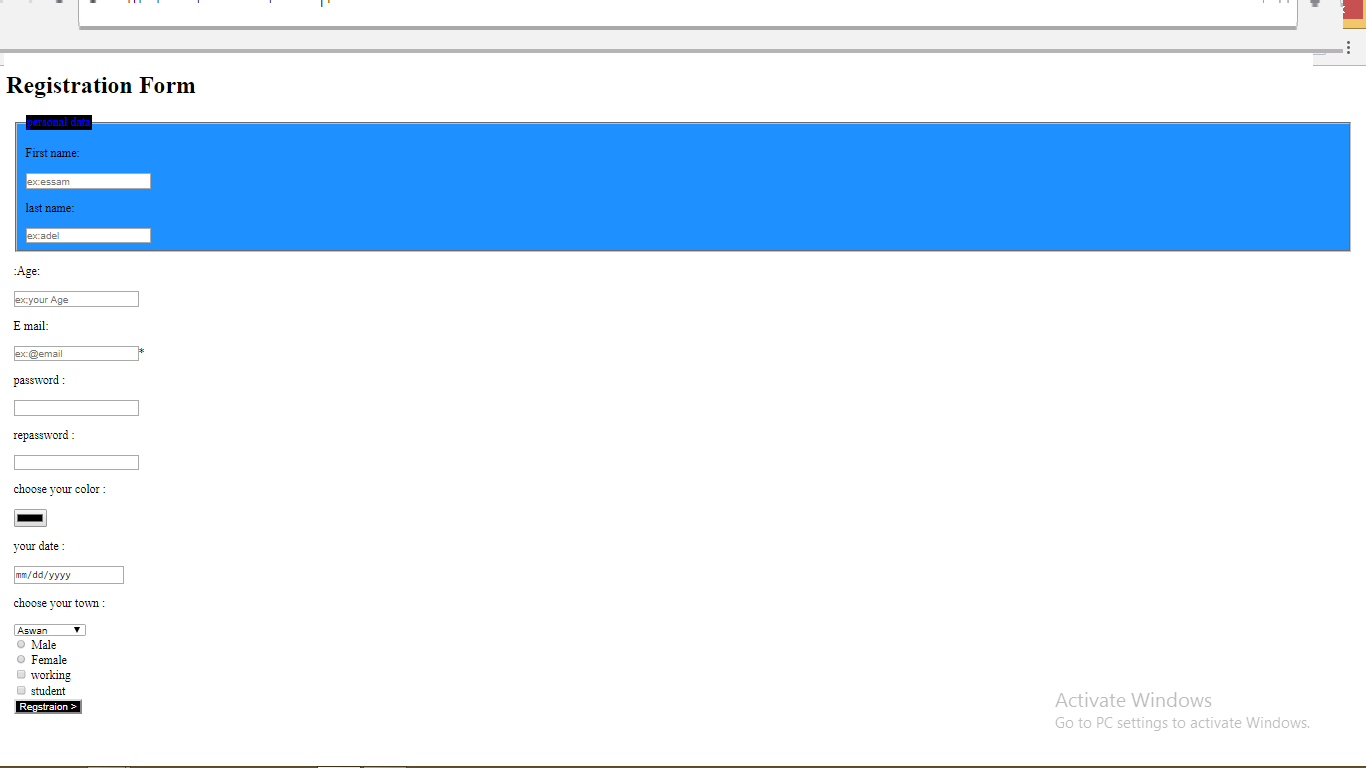 Registration Form
personal data
First name:
ex:essam
last name:
ex:adel
:Age:
ex;your Age
E mail:
ex:@email*
password :
repassword :
choose your color :
your date :
mm/dd/yyyy
choose your town :
Aswan
Male
Female
working
student
Regstraion >
Activate Windows
Go to PC settings to activate Windows.